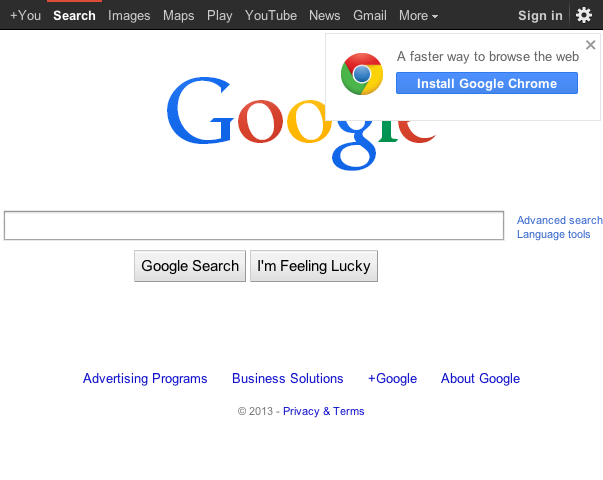 +You Search Images Maps Play YouTube News Gmail More Sign in
A faster way to browse the web
Install Google Chrome
Google
Advanced search
Language tools
Google Search I'm Feeling Lucky
Advertising Programs Business Solutions +Google About Google
© 2013 - Privacy & Terms